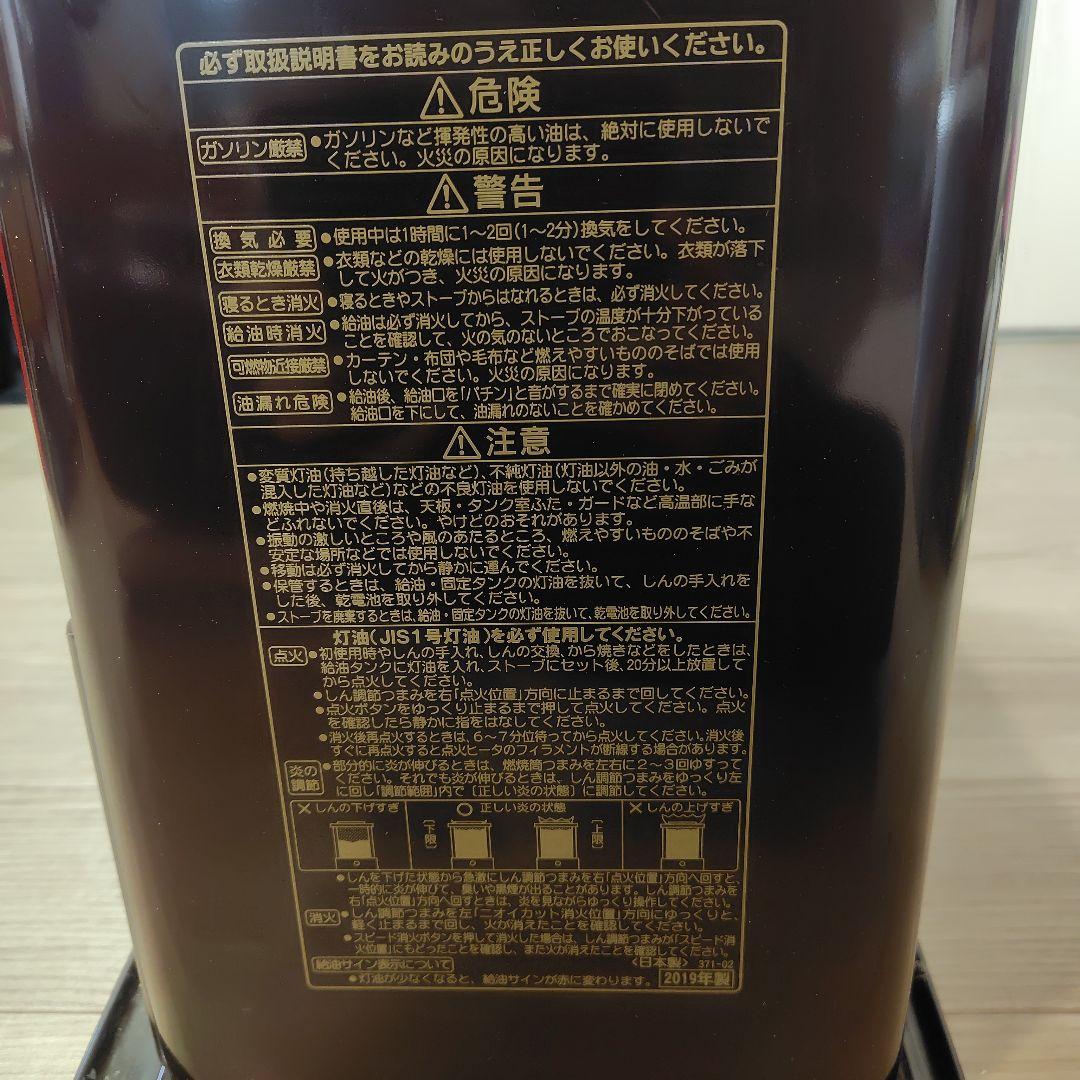 必ず取扱説明書をお読みのうえ正しくお使いください。
⚠危険
ガソリン厳禁 ●ガソリンなど揮発性の高い油は、絶対に使用しないで
ください。火災の原因になります。
⚠警告
換気必要 ●使用中は1時間に1〜2回(1〜2分)換気をしてください。
衣類乾燥厳禁 ●衣類などの乾燥には使用しないでください。衣類が落下
して火がつき、火災の原因になります。
寝るとき消火 ●寝るときやストーブからはなれるときは、必ず消火してください。
給油時消火 ●給油は必ず消火してから、ストーブの温度が十分下がっている
ことを確認して、火の気のないところでおこなってください。
可燃物近接厳禁 ●カーテン・布団や毛布など燃えやすいもののそばでは使用
しないでください。火災の原因になります。
油漏れ危険 ●給油後、給油口を「パチン」と音がするまで確実に閉めてください。
給油口を下にして、油漏れのないことを確かめてください。
⚠注意
●変質灯油(持ち越した灯油など)、不純灯油(灯油以外の油・水・ごみが
混入した灯油など)などの不良灯油を使用しないでください。
●燃焼中や消火直後は、天板・タンク室ふた・ガードなど高温部に手な
どふれないでください。やけどのおそれがあります。
●振動の激しいところや風のあたるところ、燃えやすいもののそばや不
安定な場所などでは使用しないでください。
●移動は必ず消火してから静かに運んでください。
●保管するときは、給油・固定タンクの灯油を抜いて、しんの手入れを
した後、乾電池を取り外してください。
●ストーブを廃棄するときは、給油・固定タンクの灯油を抜いて、乾電池を取り外してください。
灯油(JIS1号灯油)を必ず使用してください。
点火 ●初使用時やしんの手入れ、しんの交換、から焼きなどをしたときは、
給油タンクに灯油を入れ、ストーブにセット後、20分以上放置して
から点火してください。
●しん調節つまみを右「点火位置」方向に止まるまで回してください。
●点火ボタンをゆっくり止まるまで押して点火してください。点火
を確認したら静かに指をはなしてください。
●消火後再点火するときは、6〜7分位待ってから点火してください。消火後
すぐに再点火すると点火ヒータのフィラメントが断線する場合があります。
炎の調節 ●部分的に炎が伸びるときは、燃焼筒つまみを左右に2〜3回ゆすって
ください。それでも炎が伸びるときは、しん調節つまみをゆっくり左
に回し「調節範囲」内で〔正しい炎の状態〕に調節してください。
×しんの下げすぎ ○正しい炎の状態 ×しんの上げすぎ
〔下限〕 〔上限〕
●しんを下げた状態から急激にしん調節つまみを右「点火位置」方向へ回すと、
一時的に炎が伸びて、臭いや黒煙が出ることがあります。しん調節つまみを
右「点火位置」方向へ回すときは、炎を見ながらゆっくり操作してください。
消火 ●しん調節つまみを左「ニオイカット消火位置」方向にゆっくりと、
軽く止まるまで回し、火が消えたことを確認してください。
●スピード消火ボタンを押して消火した場合は、しん調節つまみが「スピード消
火位置」にもどったことを確認し、また火が消えたことを確認してください。
〈日本製〉 371-02
給油サイン表示について
●灯油が少なくなると、給油サインが赤に変わります。 2019年製